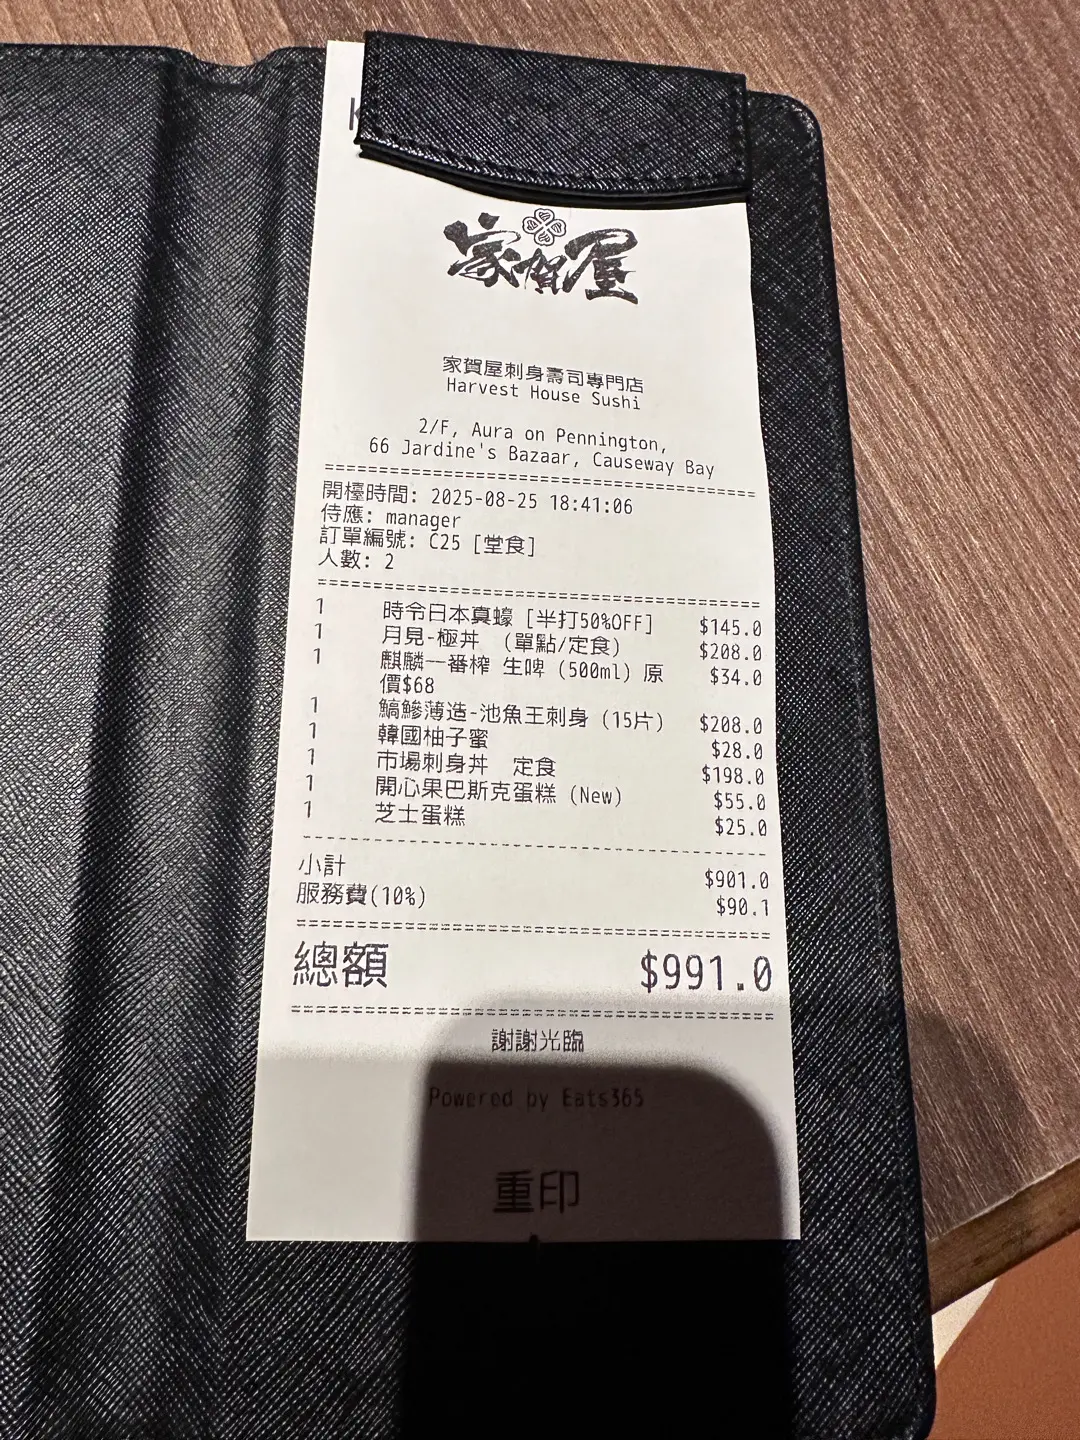 K
家賀屋
家賀屋刺身壽司專門店
Harvest House Sushi
2/F, Aura on Pennington,
66 Jardine's Bazaar, Causeway Bay
開檯時間: 2025-08-25 18:41:06
侍應: manager
訂單編號: C25 [堂食]
人數: 2
1 時令日本真蠔 [半打50%OFF] $145.0
1 月見-極丼 (單點/定食) $208.0
1 麒麟一番榨 生啤 (500ml) 原 $34.0
價$68
1 鰝鰺薄造-池魚王刺身 (15片) $208.0
1 韓國柚子蜜 $28.0
1 市場刺身丼 定食 $198.0
1 開心果巴斯克蛋糕 (New) $55.0
1 芝士蛋糕 $25.0
小計 $901.0
服務費(10%) $90.1
總額 $991.0
謝謝光臨
Powered by Eats365
重印